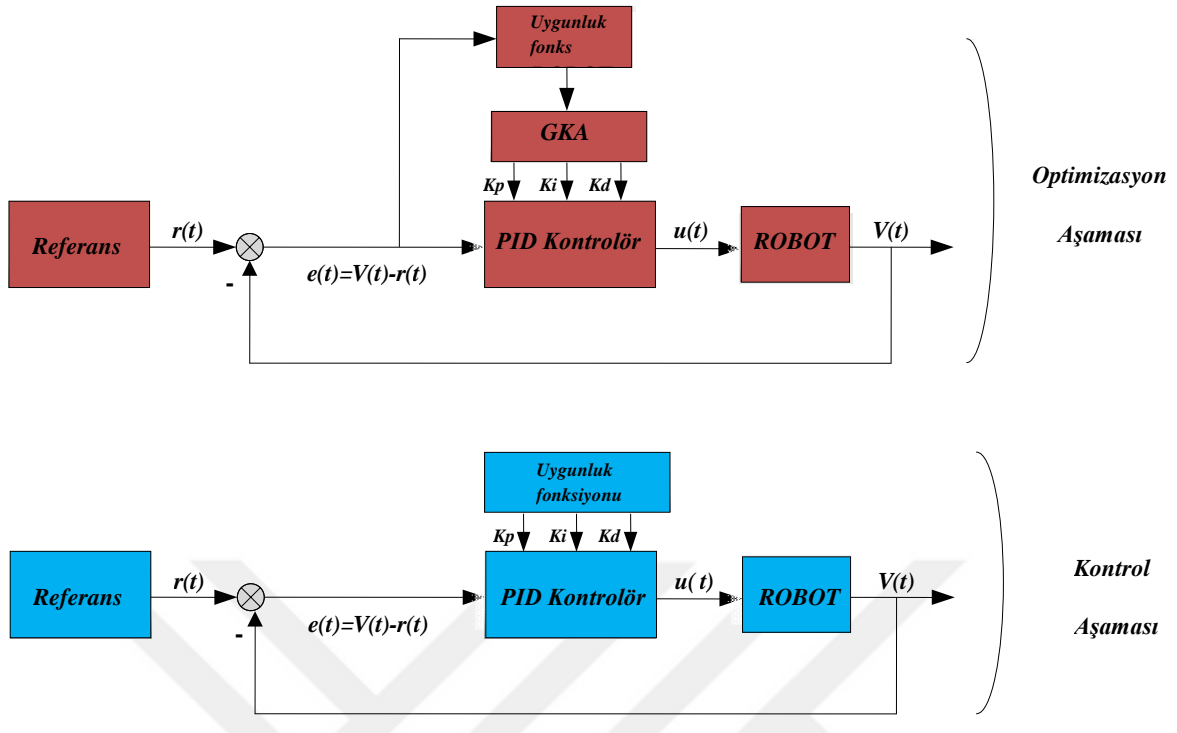 Uygunluk
fonks
GKA
Kp Ki Kd
Referans
r(t)
-
e(t)=V(t)-r(t)
PID Kontrolör
u(t)
ROBOT
V(t)
Optimizasyon
Aşaması
Uygunluk
fonksiyonu
Kp Ki Kd
Referans
r(t)
-
e(t)=V(t)-r(t)
PID Kontrolör
u( t)
ROBOT
V(t)
Kontrol
Aşaması